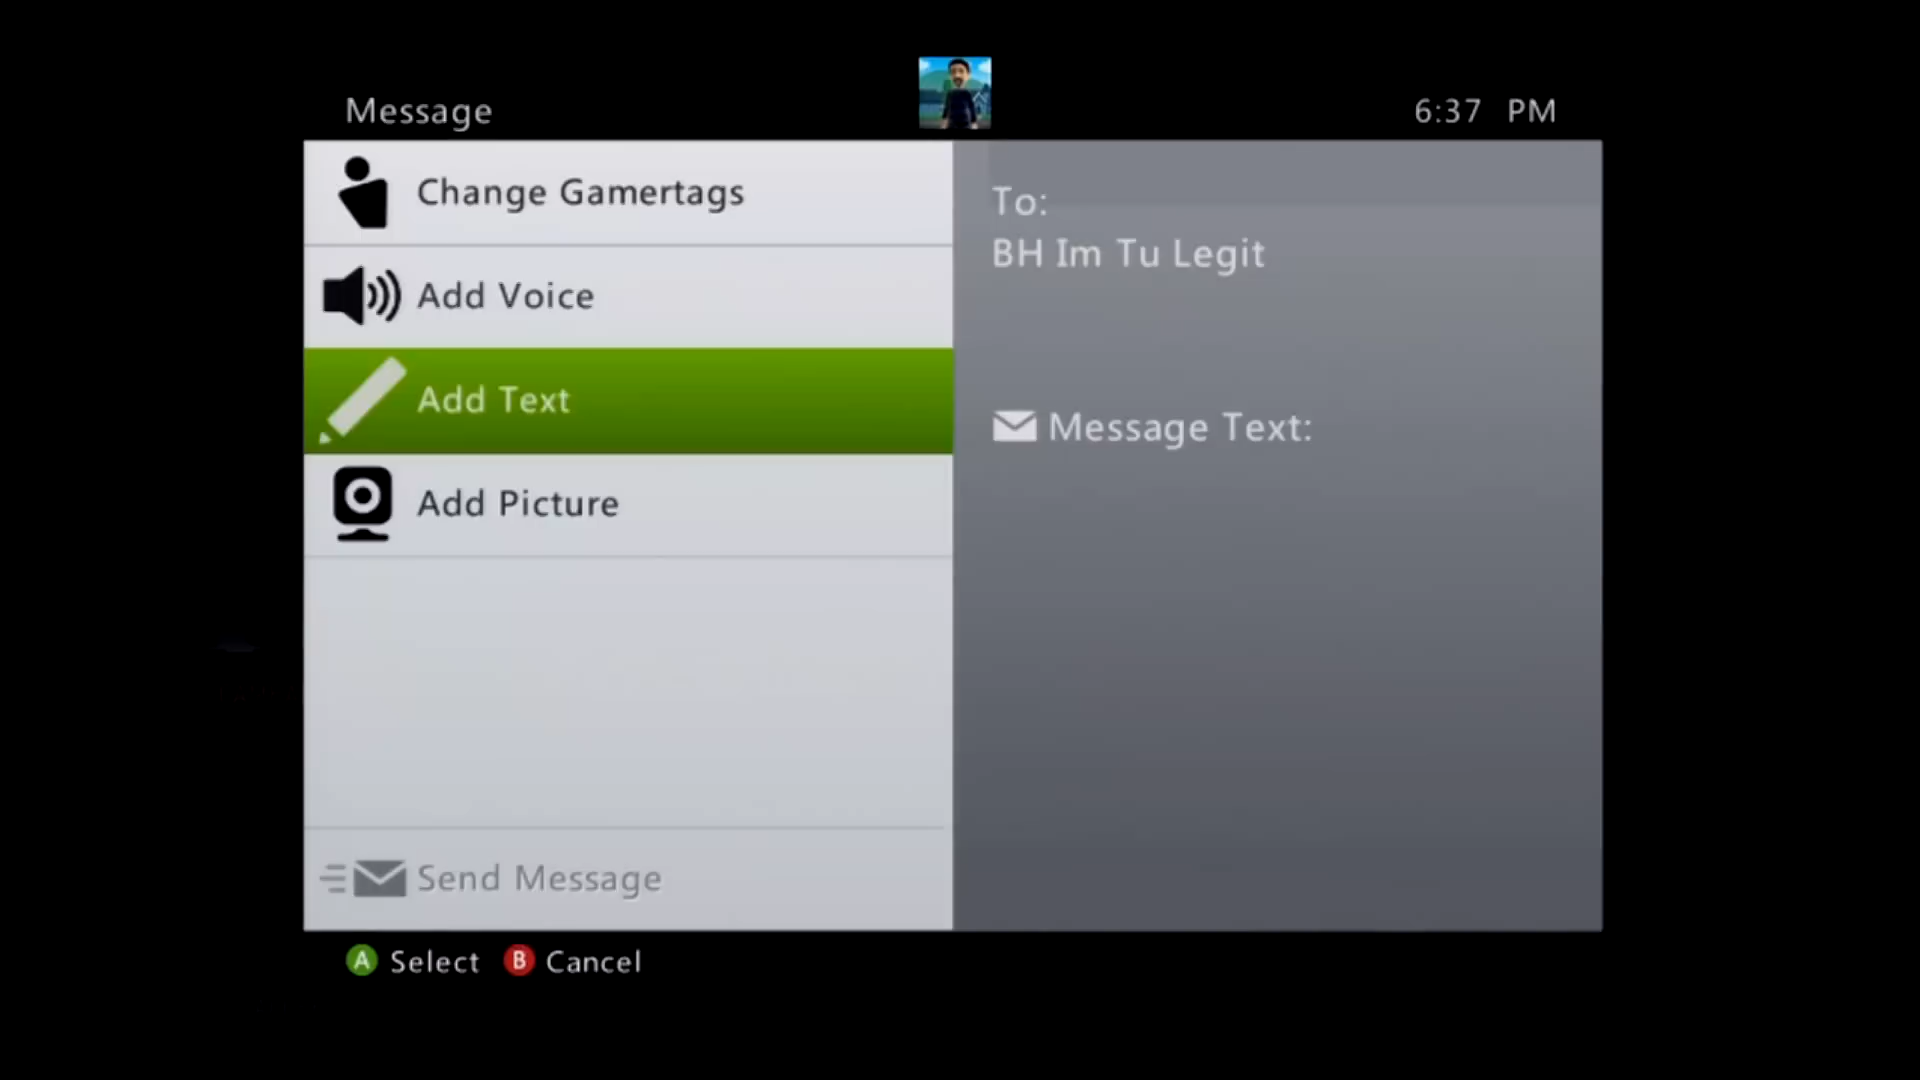 Message
6:37 PM
Change Gamertags
Add Voice
Add Text
Add Picture
Send Message
To:
BH Im Tu Legit
Message Text:
A Select B Cancel